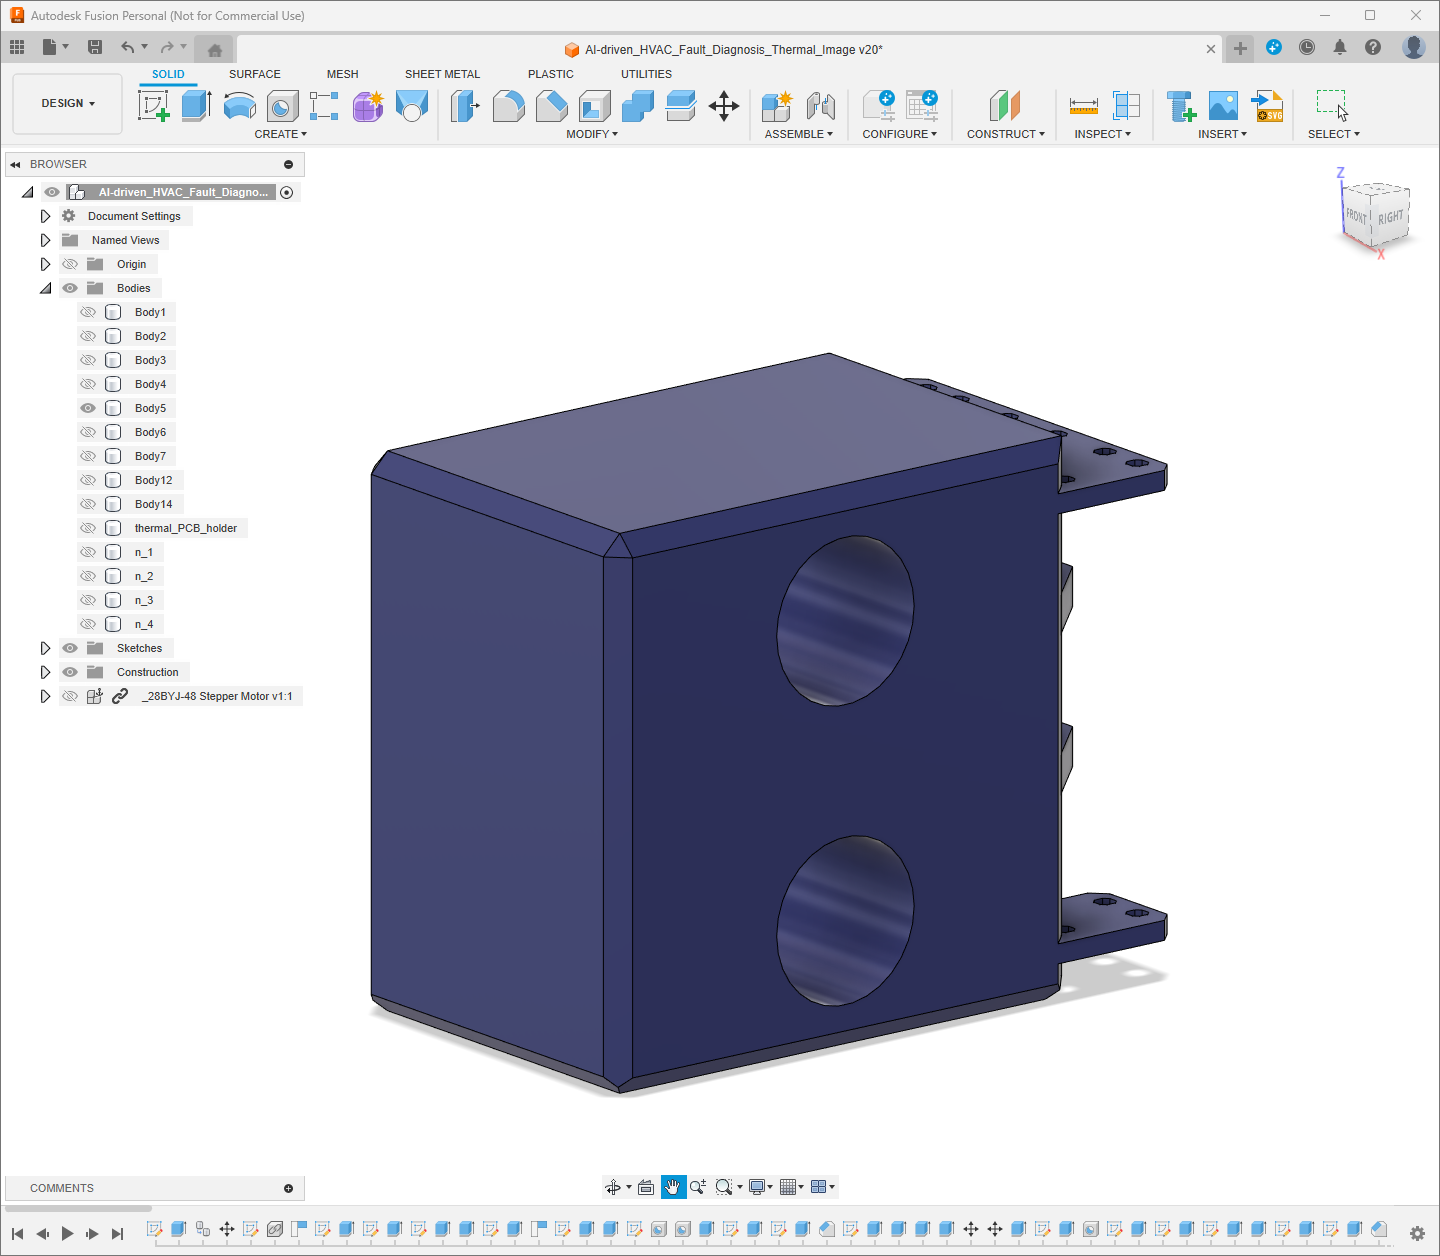 Autodesk Fusion Personal (Not for Commercial Use)
AI-driven_HVAC_Fault_Diagnosis_Thermal_Image v20*
SOLID SURFACE MESH SHEET METAL PLASTIC UTILITIES
DESIGN
CREATE MODIFY ASSEMBLE CONFIGURE CONSTRUCT INSPECT INSERT SELECT
SVG
BROWSER
AI-driven_HVAC_Fault_Diagno...
Document Settings
Named Views
Origin
Bodies
Body1
Body2
Body3
Body4
Body5
Body6
Body7
Body12
Body14
thermal_PCB_holder
n_1
n_2
n_3
n_4
Sketches
Construction
_28BYJ-48 Stepper Motor v1:1
Z
FRONT RIGHT
X
COMMENTS